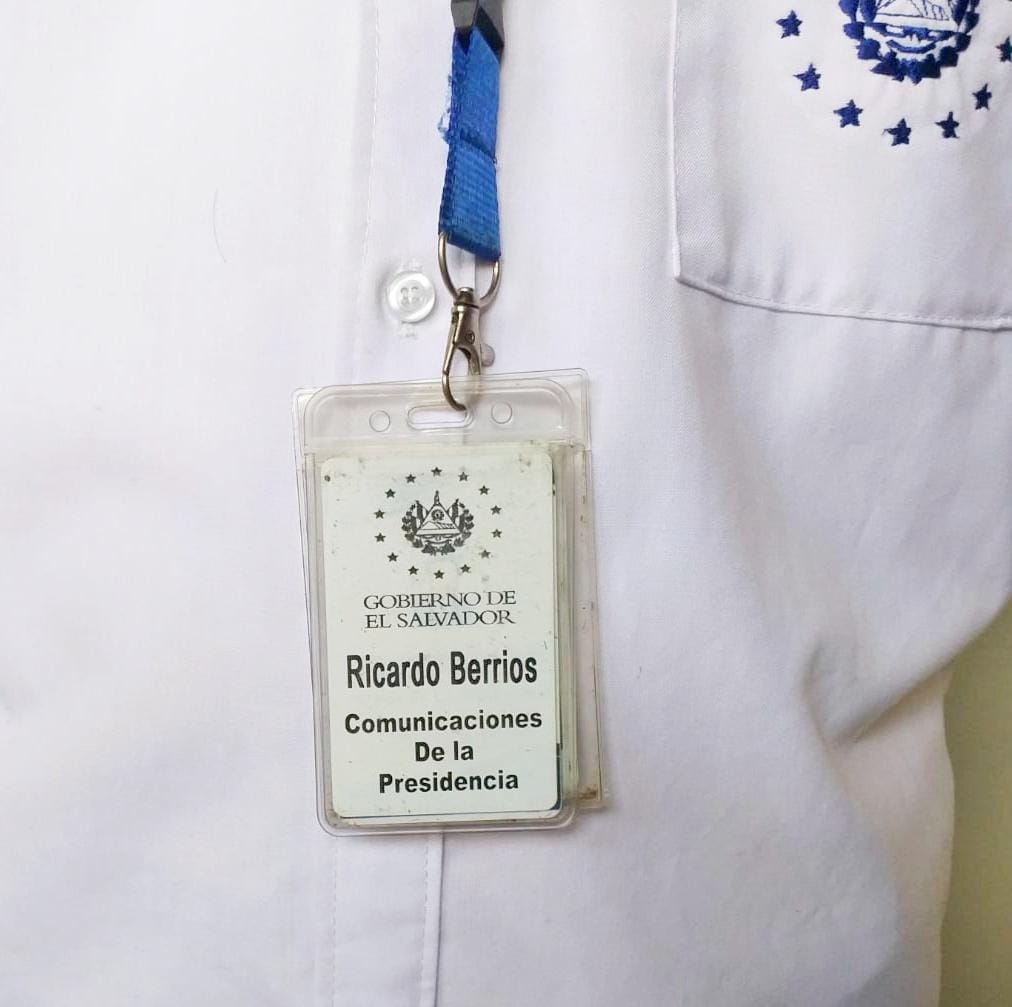 GOBIERNO DE
EL SALVADOR
Ricardo Berrios
Comunicaciones
De la
Presidencia